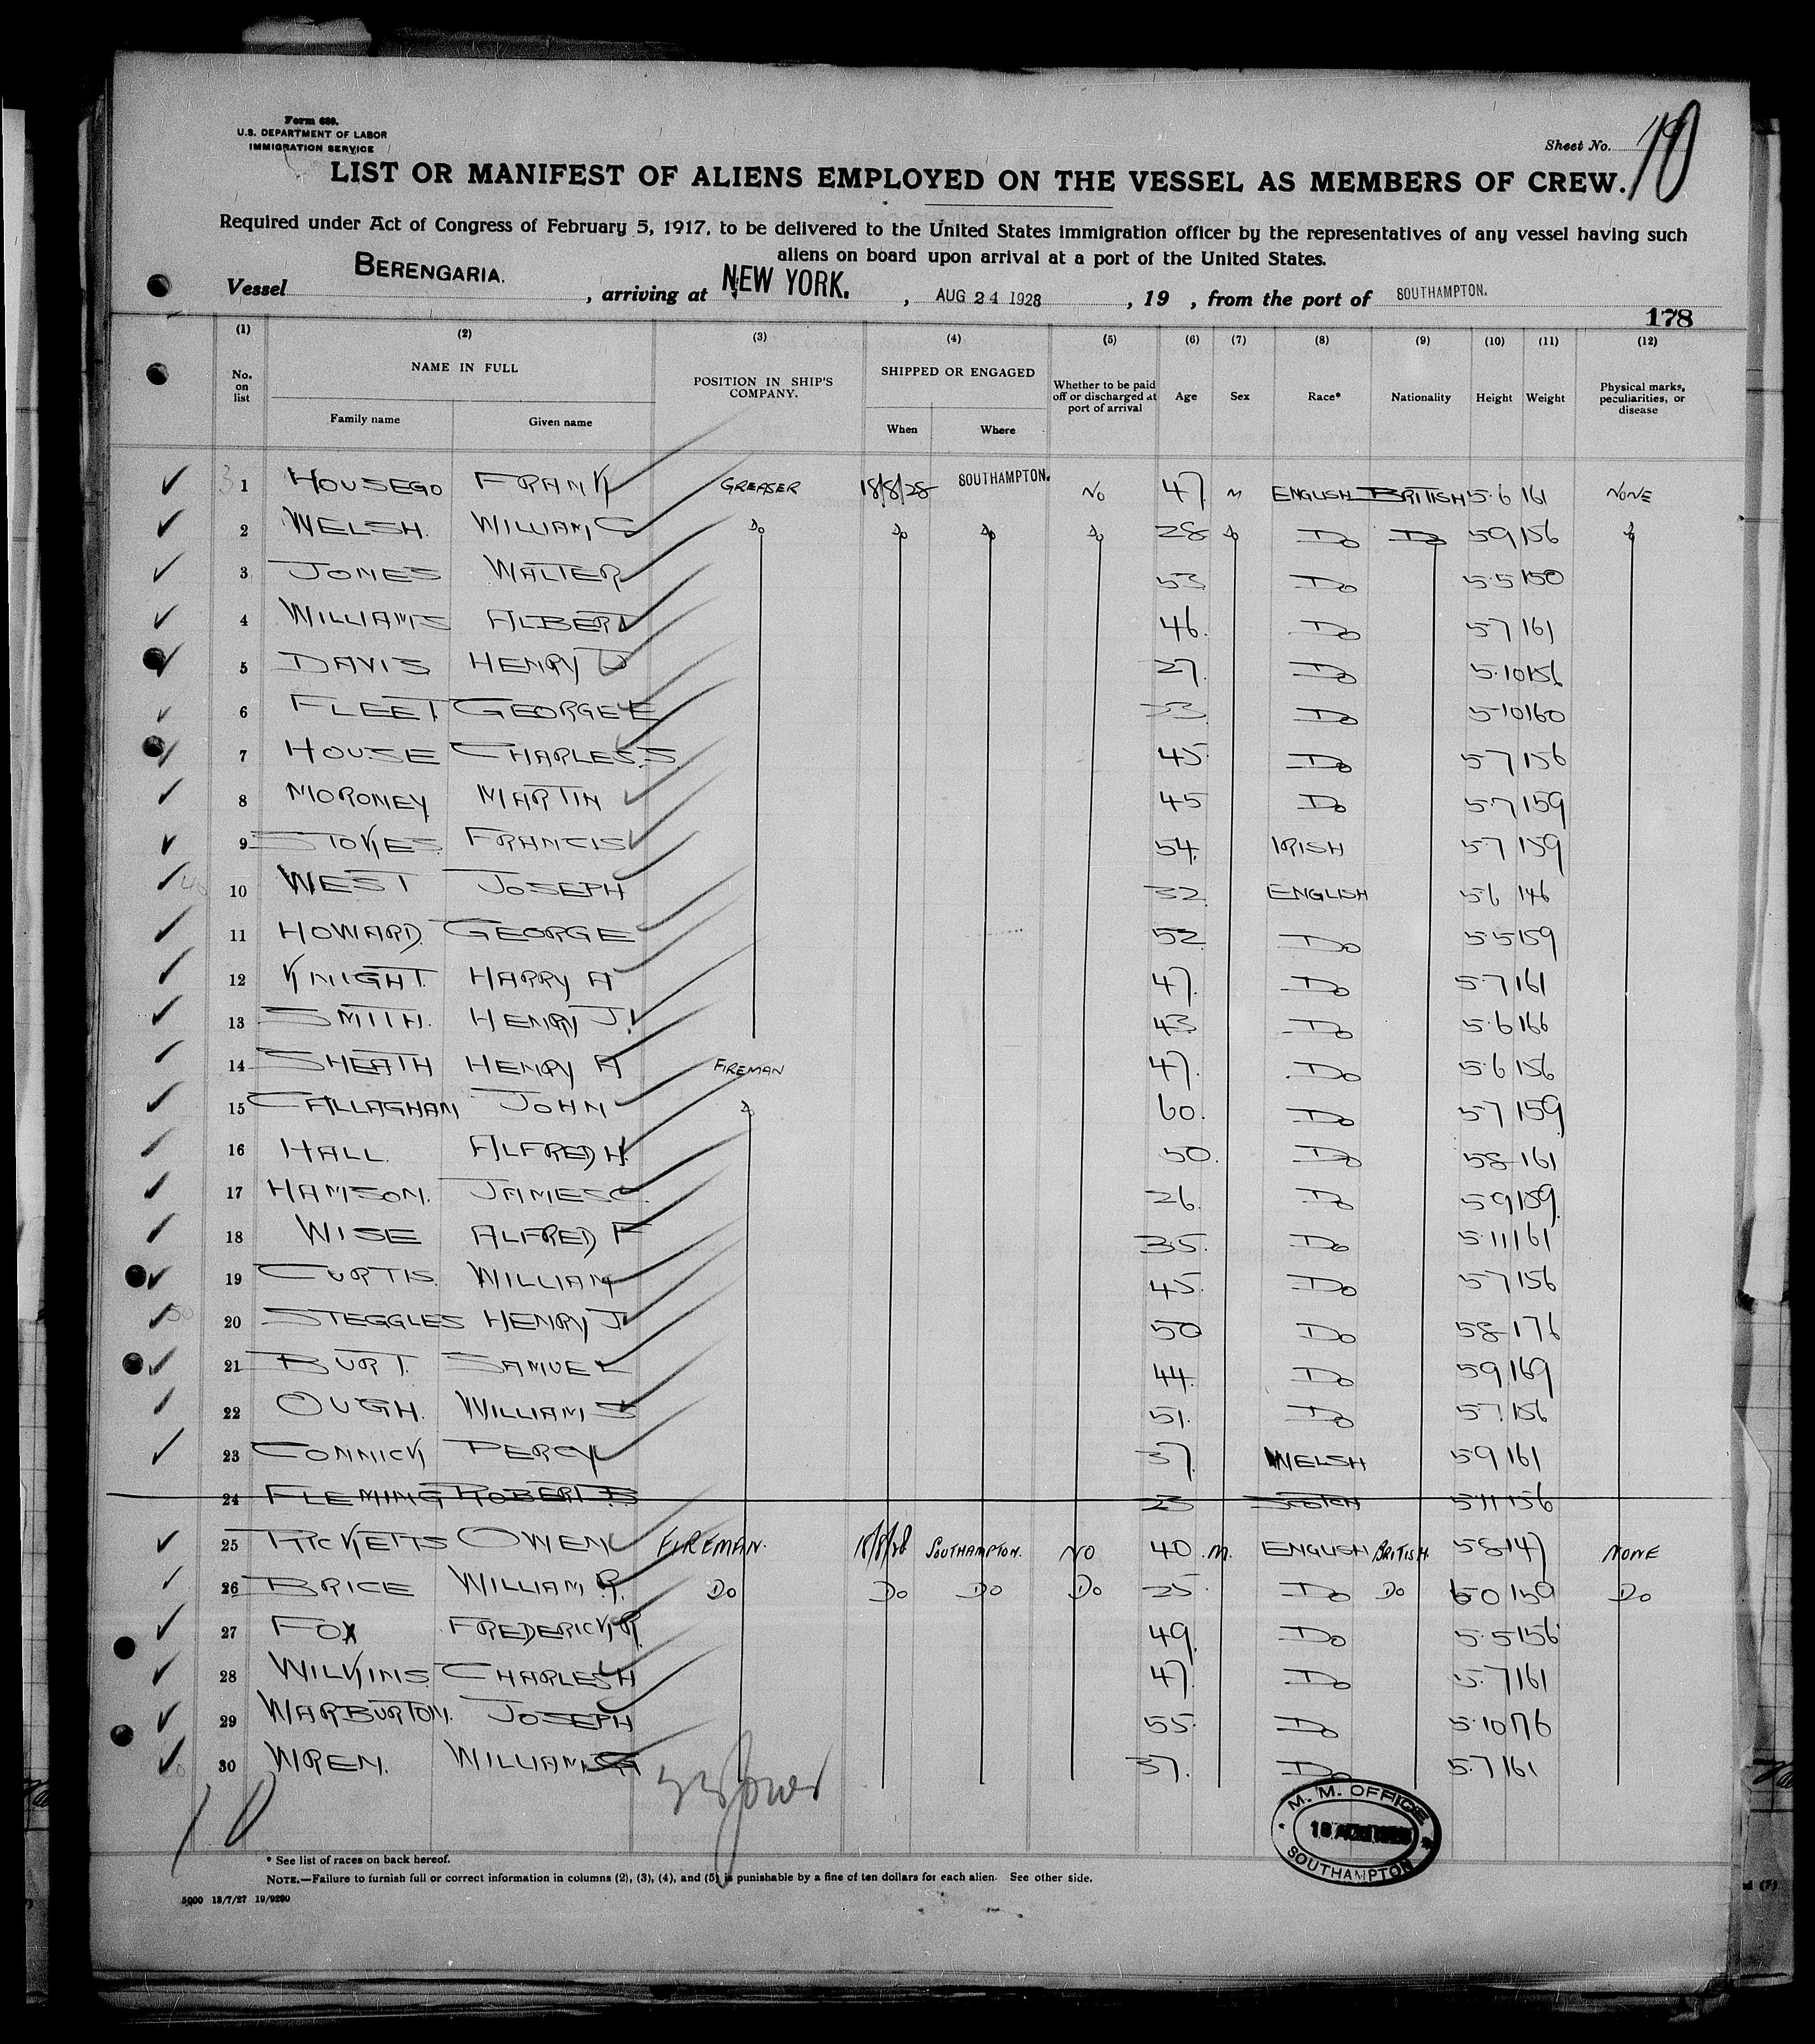 Form 689.
U.S. DEPARTMENT OF LABOR
IMMIGRATION SERVICE
Sheet No. 10
LIST OR MANIFEST OF ALIENS EMPLOYED ON THE VESSEL AS MEMBERS OF CREW.
Required under Act of Congress of February 5, 1917, to be delivered to the United States immigration officer by the representatives of any vessel having such
aliens on board upon arrival at a port of the United States.
Vessel BERENGARIA. , arriving at NEW YORK. , AUG 24 1928 , 19 , from the port of SOUTHAMPTON.
178
(1) (2) (3) (4) (5) (6) (7) (8) (9) (10) (11) (12)
No. on list NAME IN FULL POSITION IN SHIP'S COMPANY. SHIPPED OR ENGAGED Whether to be paid off or discharged at port of arrival Age Sex Race* Nationality Height Weight Physical marks, peculiarities, or disease
Family name Given name When Where
1 HOUSEGO FRANK GREASER 18/8/28 SOUTHAMPTON. NO 47 M ENGLISH BRITISH 5.6 161 NONE
2 WELSH. WILLIAM C Do Do Do Do 28 Do Do Do 5 9 156 Do
3 JONES WALTER 53 Do 5.5 150
4 WILLIAMS ALBERT 46. Do 5 7 161
5 DAVIS HENRY 27. Do 5.10 156
6 FLEET GEORGE E 33 Do 5 10 160
7 HOUSE CHARLES.S. 45. Do 5 7 156
8 MORONEY MARTIN 45 Do 5.7 159
9 STOKES FRANCIS 54. IRISH 5.7 159
10 WEST JOSEPH 32. ENGLISH 5.6 146
11 HOWARD. GEORGE 52 Do 5.5 159
12 KNIGHT. HARRY A 47. Do 5.7 161
13 SMITH. HENRY J. 43 Do 5.6 166
14 SHEATH HENRY A FIREMAN 47. Do 5.6 156
15 CALLAGHAN JOHN Do 60. Do 5.7 159
16 HALL. ALFRED H. 50. Do 5 8 161
17 HAMSON. JAMES C. 26. Do 5 9 159.
18 WISE ALFRED F 35. Do 5.11 161
19 CURTIS. WILLIAM 45. Do 5.7 156
20 STEGGLES HENRY J 50 Do 5 8 176
21 BURT. SAMUEL 44. Do 5 9 169
22 OUGH. WILLIAM S 51. Do 5.7. 156
23 CONNICK PERCY 37. WELSH 5.9 161
24 FLEMING ROBERT B 23 SCOTCH 5.11 156
25 RICKETTS OWEN FIREMAN. 18/8/28 SOUTHAMPTON. NO 40. M. ENGLISH BRITISH. 5.8 147 NONE
26 BRICE WILLIAM R. Do Do Do Do 25. Do Do 6 0 159 Do
27 FOX FREDERICK R. 49. Do 5.5 156
28 WILKINS CHARLES H 47. Do 5.7 161
29 WARBURTON. JOSEPH 55. Do 5.10 176
30 WREN. WILLIAM G 37. Do 5.7 161
10
M. M. OFFICE
SOUTHAMPTON
* See list of races on back hereof.
NOTE.—Failure to furnish full or correct information in columns (2), (3), (4), and (5) is punishable by a fine of ten dollars for each alien. See other side.
5000 13/7/27 19/9290